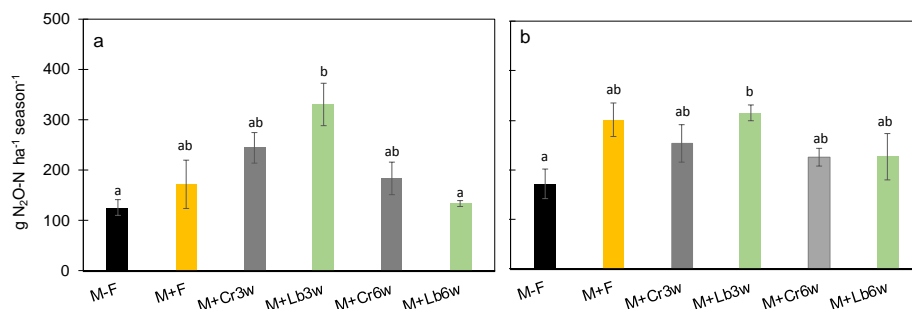 500
400
300
200
100
0
g N₂O-N ha⁻¹ season⁻¹
a
a
ab
ab
b
ab
a
M-F
M+F
M+Cr3w
M+Lb3w
M+Cr6w
M+Lb6w
b
a
ab
ab
b
ab
ab
M-F
M+F
M+Cr3w
M+Lb3w
M+Cr6w
M+Lb6w